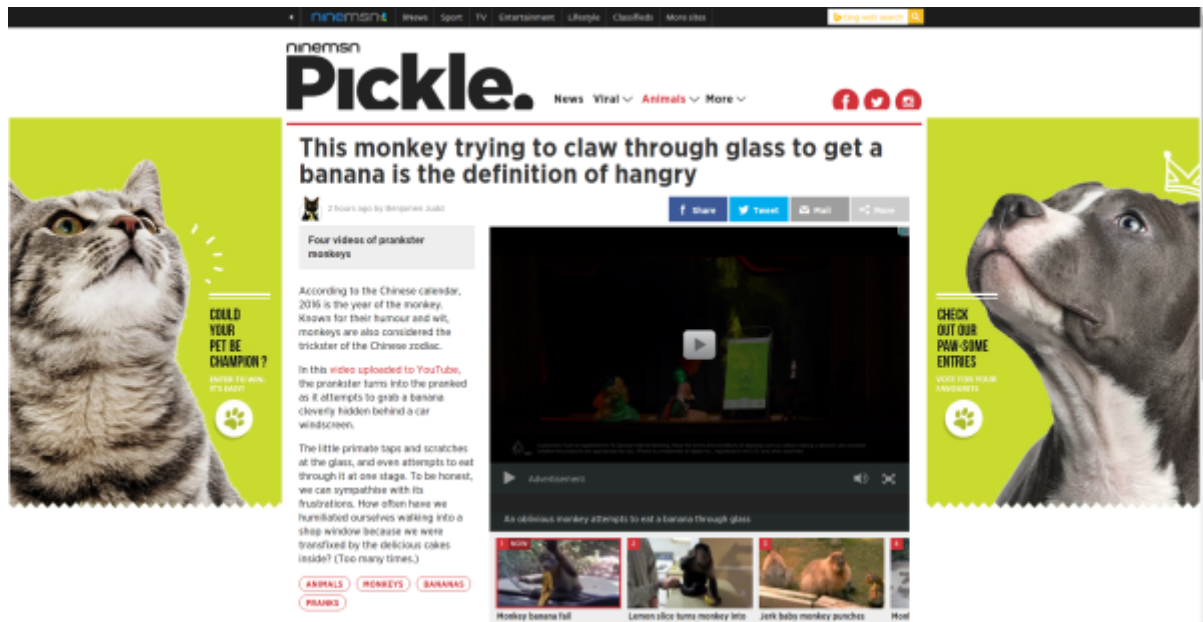 ninemsn 9News Sport TV Entertainment Lifestyle Classifieds More sites
bing web search
ninemsn
Pickle.
News Viral Animals More
This monkey trying to claw through glass to get a
banana is the definition of hangry
2 hours ago by Benjamin Judd
Share Tweet Mail More
Four videos of prankster
monkeys
According to the Chinese calendar,
2016 is the year of the monkey.
Known for their humour and wit,
monkeys are also considered the
trickster of the Chinese zodiac.
In this video uploaded to YouTube,
the prankster turns into the pranked
as it attempts to grab a banana
cleverly hidden behind a car
windscreen.
The little primate taps and scratches
at the glass, and even attempts to eat
through it at one stage. To be honest,
we can sympathise with its
frustrations. How often have we
humiliated ourselves walking into a
shop window because we were
transfixed by the delicious cakes
inside? (Too many times.)
ANIMALS MONKEYS BANANAS
PRANKS
Advertisement
An oblivious monkey attempts to eat a banana through glass
1 NOW
Monkey banana fail
2
Lemon slice turns monkey into
3
Jerk baby monkey punches
4
COULD
YOUR
PET BE
CHAMPION?
ENTER TO WIN,
IT'S EASY!
CHECK
OUT OUR
PAW-SOME
ENTRIES
VOTE FOR YOUR
FAVOURITE